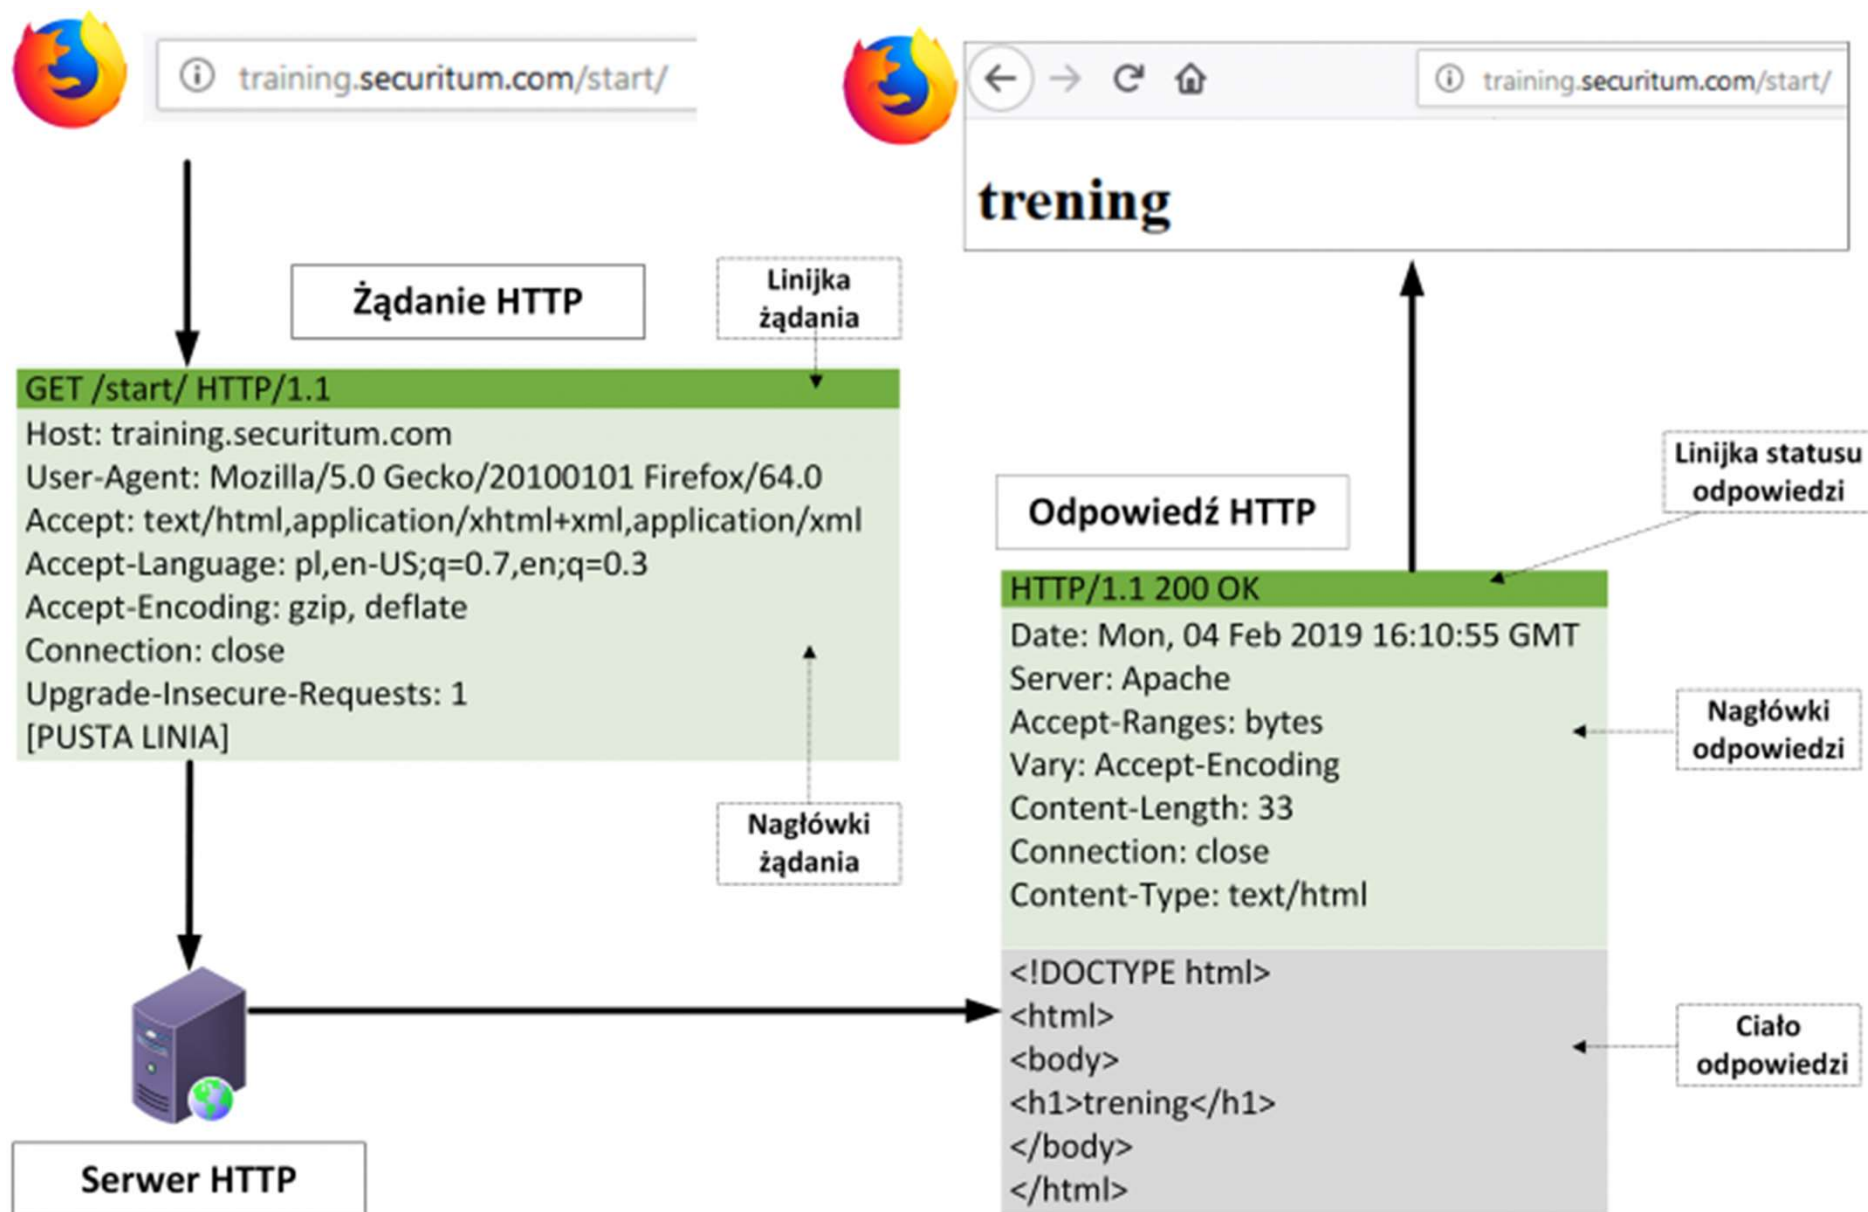 training.securitum.com/start/
Żądanie HTTP
Linijka
żądania
GET /start/ HTTP/1.1
Host: training.securitum.com
User-Agent: Mozilla/5.0 Gecko/20100101 Firefox/64.0
Accept: text/html,application/xhtml+xml,application/xml
Accept-Language: pl,en-US;q=0.7,en;q=0.3
Accept-Encoding: gzip, deflate
Connection: close
Upgrade-Insecure-Requests: 1
[PUSTA LINIA]
Nagłówki
żądania
Serwer HTTP
training.securitum.com/start/
trening
Odpowiedź HTTP
Linijka statusu
odpowiedzi
HTTP/1.1 200 OK
Date: Mon, 04 Feb 2019 16:10:55 GMT
Server: Apache
Accept-Ranges: bytes
Vary: Accept-Encoding
Content-Length: 33
Connection: close
Content-Type: text/html
Nagłówki
odpowiedzi
<!DOCTYPE html>
<html>
<body>
<h1>trening</h1>
</body>
</html>
Ciało
odpowiedzi